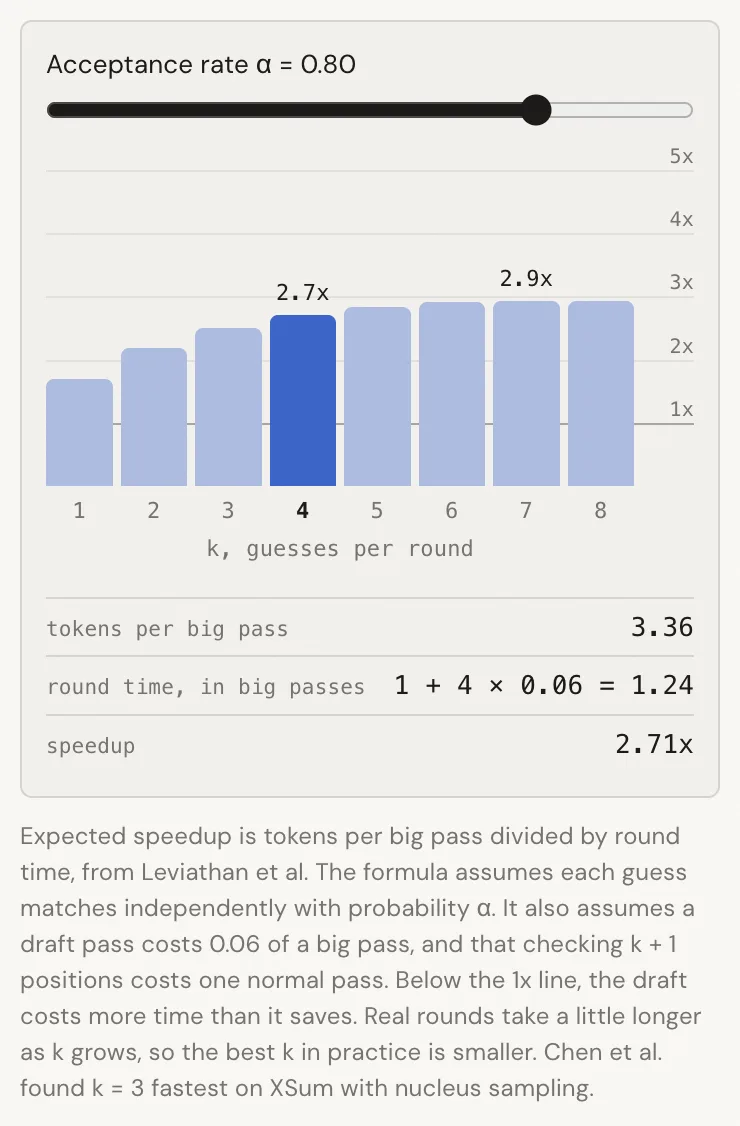 Acceptance rate α = 0.80
5x
4x
3x
2x
1x
2.7x
2.9x
1 2 3 4 5 6 7 8
k, guesses per round
tokens per big pass 3.36
round time, in big passes 1 + 4 × 0.06 = 1.24
speedup 2.71x
Expected speedup is tokens per big pass divided by round
time, from Leviathan et al. The formula assumes each guess
matches independently with probability α. It also assumes a
draft pass costs 0.06 of a big pass, and that checking k + 1
positions costs one normal pass. Below the 1x line, the draft
costs more time than it saves. Real rounds take a little longer
as k grows, so the best k in practice is smaller. Chen et al.
found k = 3 fastest on XSum with nucleus sampling.